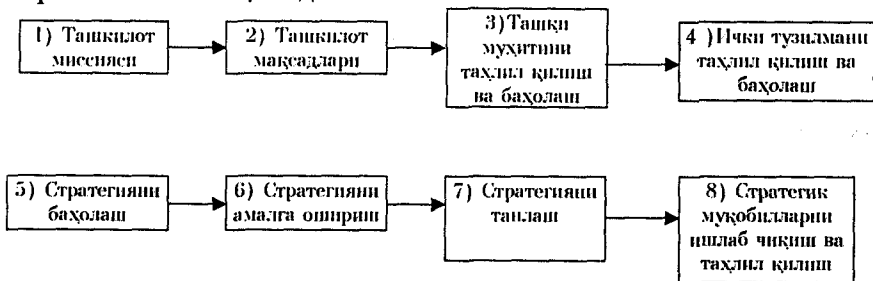 1) Ташкилот
миссияси
2) Ташкилот
мақсадлари
3) Ташқи
муҳитини
таҳлил қилиш
ва баҳолаш
4 )Ички тузилмани
таҳлил қилиш ва
баҳолаш
5) Стратегияни
баҳолаш
6) Стратегияни
амалга ошириш
7) Стратегияни
танлаш
8) Стратегик
муқобилларни
ишлаб чиқиш ва
таҳлил қилиш